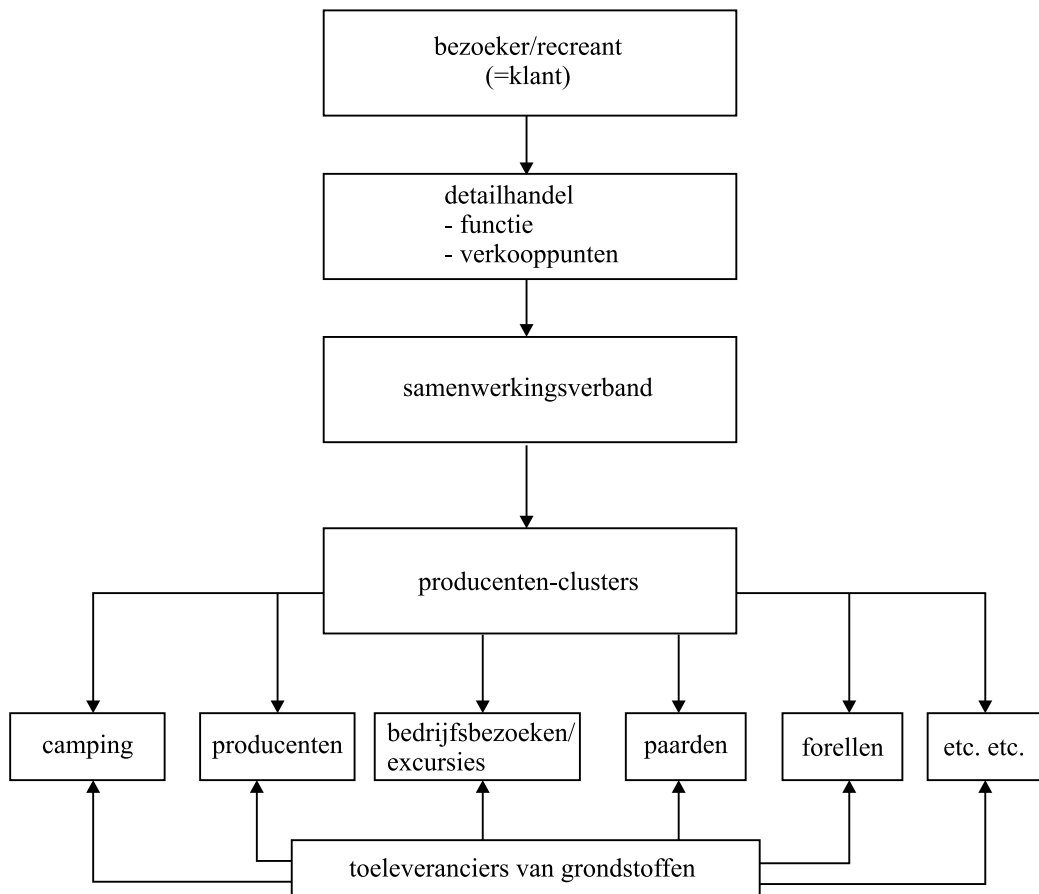 bezoeker/recreant
(=klant)
detailhandel
- functie
- verkooppunten
samenwerkingsverband
producenten-clusters
camping
producenten
bedrijfsbezoeken/
excursies
paarden
forellen
etc. etc.
toeleveranciers van grondstoffen